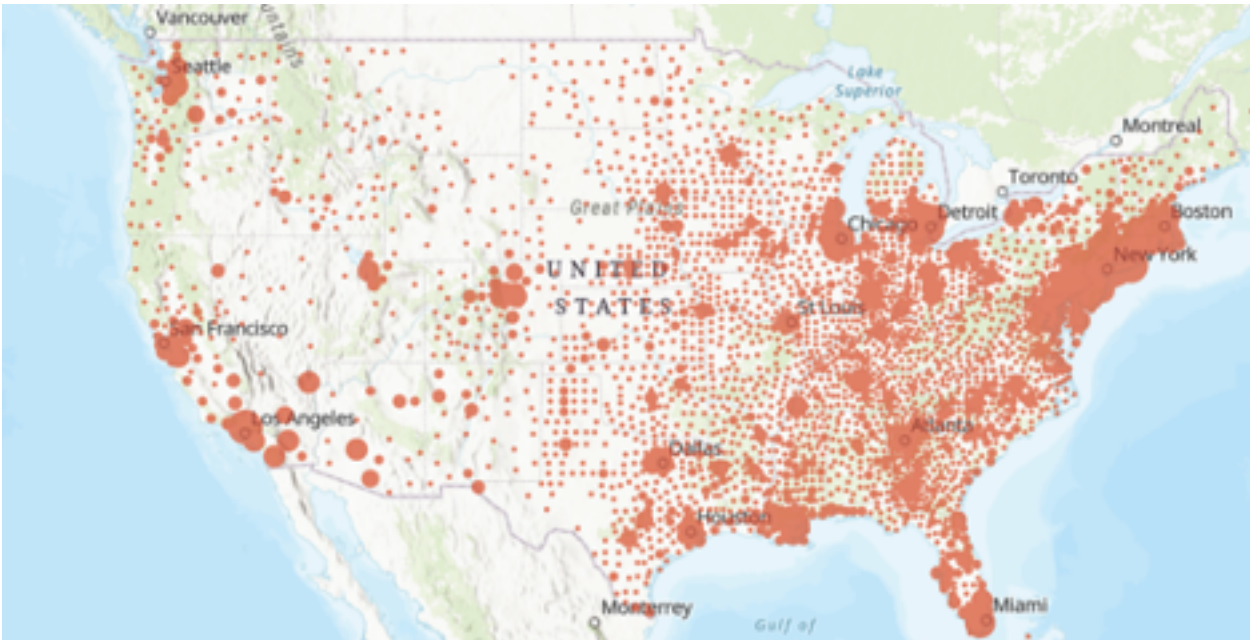 Vancouver
untains
Seattle
Lake
Superior
Montreal
Toronto
Great Plains
Detroit
Boston
Chicago
New York
UNITED
STATES
St Louis
San Francisco
Los Angeles
Atlanta
Dallas
Houston
Monterrey
Miami
Gulf of